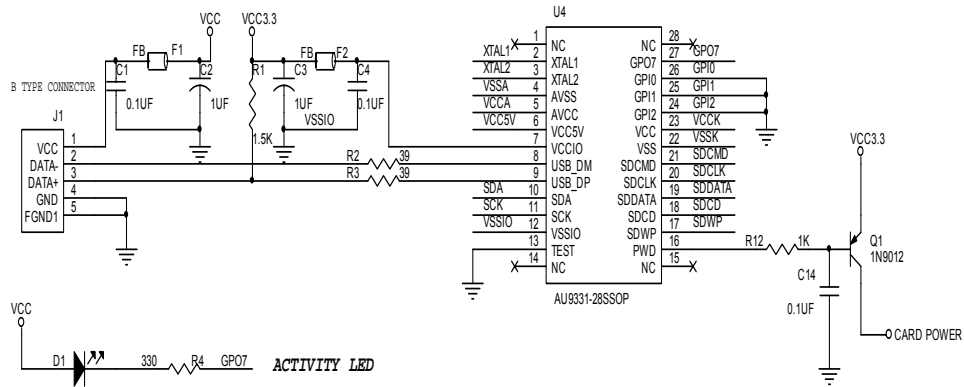 VCC
VCC3.3
U4
FB F1
FB F2
C1
C2
R1
C3
C4
0.1UF
1UF
1UF
0.1UF
VSSIO
1.5K
B TYPE CONNECTOR
J1
VCC 1
DATA- 2
DATA+ 3
GND 4
FGND1 5
R2 39
R3 39
1 NC
XTAL1 2 XTAL1
XTAL2 3 XTAL2
VSSA 4 AVSS
VCCA 5 AVCC
VCC5V 6 VCC5V
7 VCCIO
8 USB_DM
9 USB_DP
SDA 10 SDA
SCK 11 SCK
VSSIO 12 VSSIO
13 TEST
14 NC
NC 28
GPO7 27 GPO7
GPI0 26 GPI0
GPI1 25 GPI1
GPI2 24 GPI2
VCC 23 VCCK
VSS 22 VSSK
SDCMD 21 SDCMD
SDCLK 20 SDCLK
SDDATA 19 SDDATA
SDCD 18 SDCD
SDWP 17 SDWP
PWD 16
NC 15
AU9331-28SSOP
VCC3.3
R12 1K
Q1
1N9012
C14
0.1UF
CARD POWER
VCC
D1
330 R4 GPO7
ACTIVITY LED